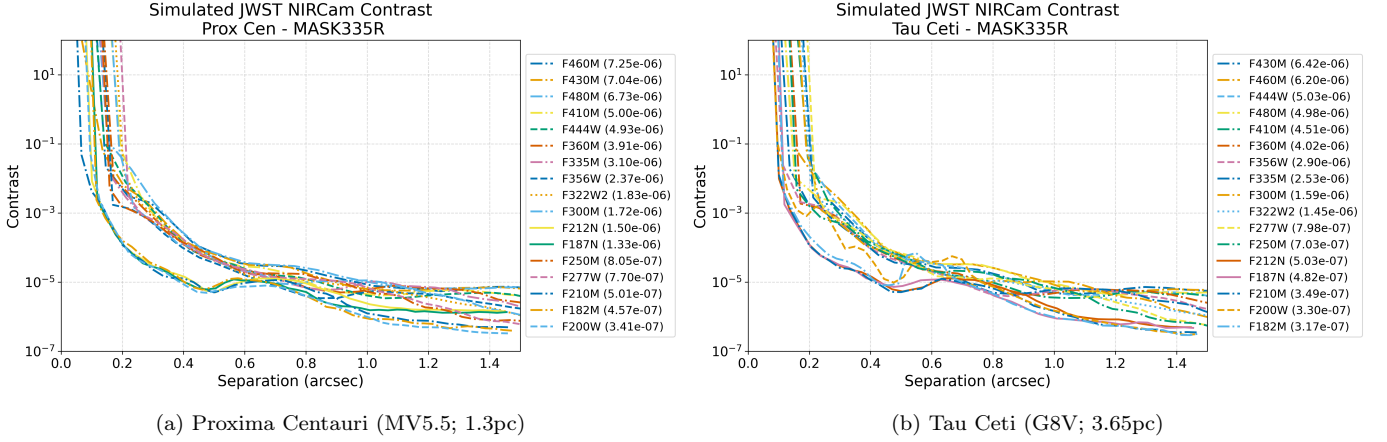 Simulated JWST NIRCam Contrast
Prox Cen - MASK335R
Contrast
10¹
10⁻¹
10⁻³
10⁻⁵
10⁻⁷
0.0 0.2 0.4 0.6 0.8 1.0 1.2 1.4
Separation (arcsec)
F460M (7.25e-06)
F430M (7.04e-06)
F480M (6.73e-06)
F410M (5.00e-06)
F444W (4.93e-06)
F360M (3.91e-06)
F335M (3.10e-06)
F356W (2.37e-06)
F322W2 (1.83e-06)
F300M (1.72e-06)
F212N (1.50e-06)
F187N (1.33e-06)
F250M (8.05e-07)
F277W (7.70e-07)
F210M (5.01e-07)
F182M (4.57e-07)
F200W (3.41e-07)
(a) Proxima Centauri (MV5.5; 1.3pc)
Simulated JWST NIRCam Contrast
Tau Ceti - MASK335R
Contrast
10¹
10⁻¹
10⁻³
10⁻⁵
10⁻⁷
0.0 0.2 0.4 0.6 0.8 1.0 1.2 1.4
Separation (arcsec)
F430M (6.42e-06)
F460M (6.20e-06)
F444W (5.03e-06)
F480M (4.98e-06)
F410M (4.51e-06)
F360M (4.02e-06)
F356W (2.90e-06)
F335M (2.53e-06)
F300M (1.59e-06)
F322W2 (1.45e-06)
F277W (7.98e-07)
F250M (7.03e-07)
F212N (5.03e-07)
F187N (4.82e-07)
F210M (3.49e-07)
F200W (3.30e-07)
F182M (3.17e-07)
(b) Tau Ceti (G8V; 3.65pc)